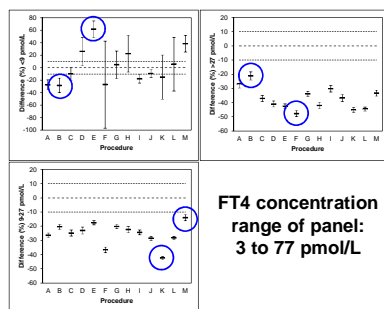 Difference (%) <9 pmol/L
80
60
40
20
0
-20
-40
-60
-80
-100
A B C D E F G H I J K L M
Procedure
Difference (%) >27 pmol/L
20
10
0
-10
-20
-30
-40
-50
-60
A B C D E F G H I J K L M
Procedure
Difference (%) 9-27 pmol/L
20
10
0
-10
-20
-30
-40
-50
-60
A B C D E F G H I J K L M
Procedure
FT4 concentration
range of panel:
3 to 77 pmol/L